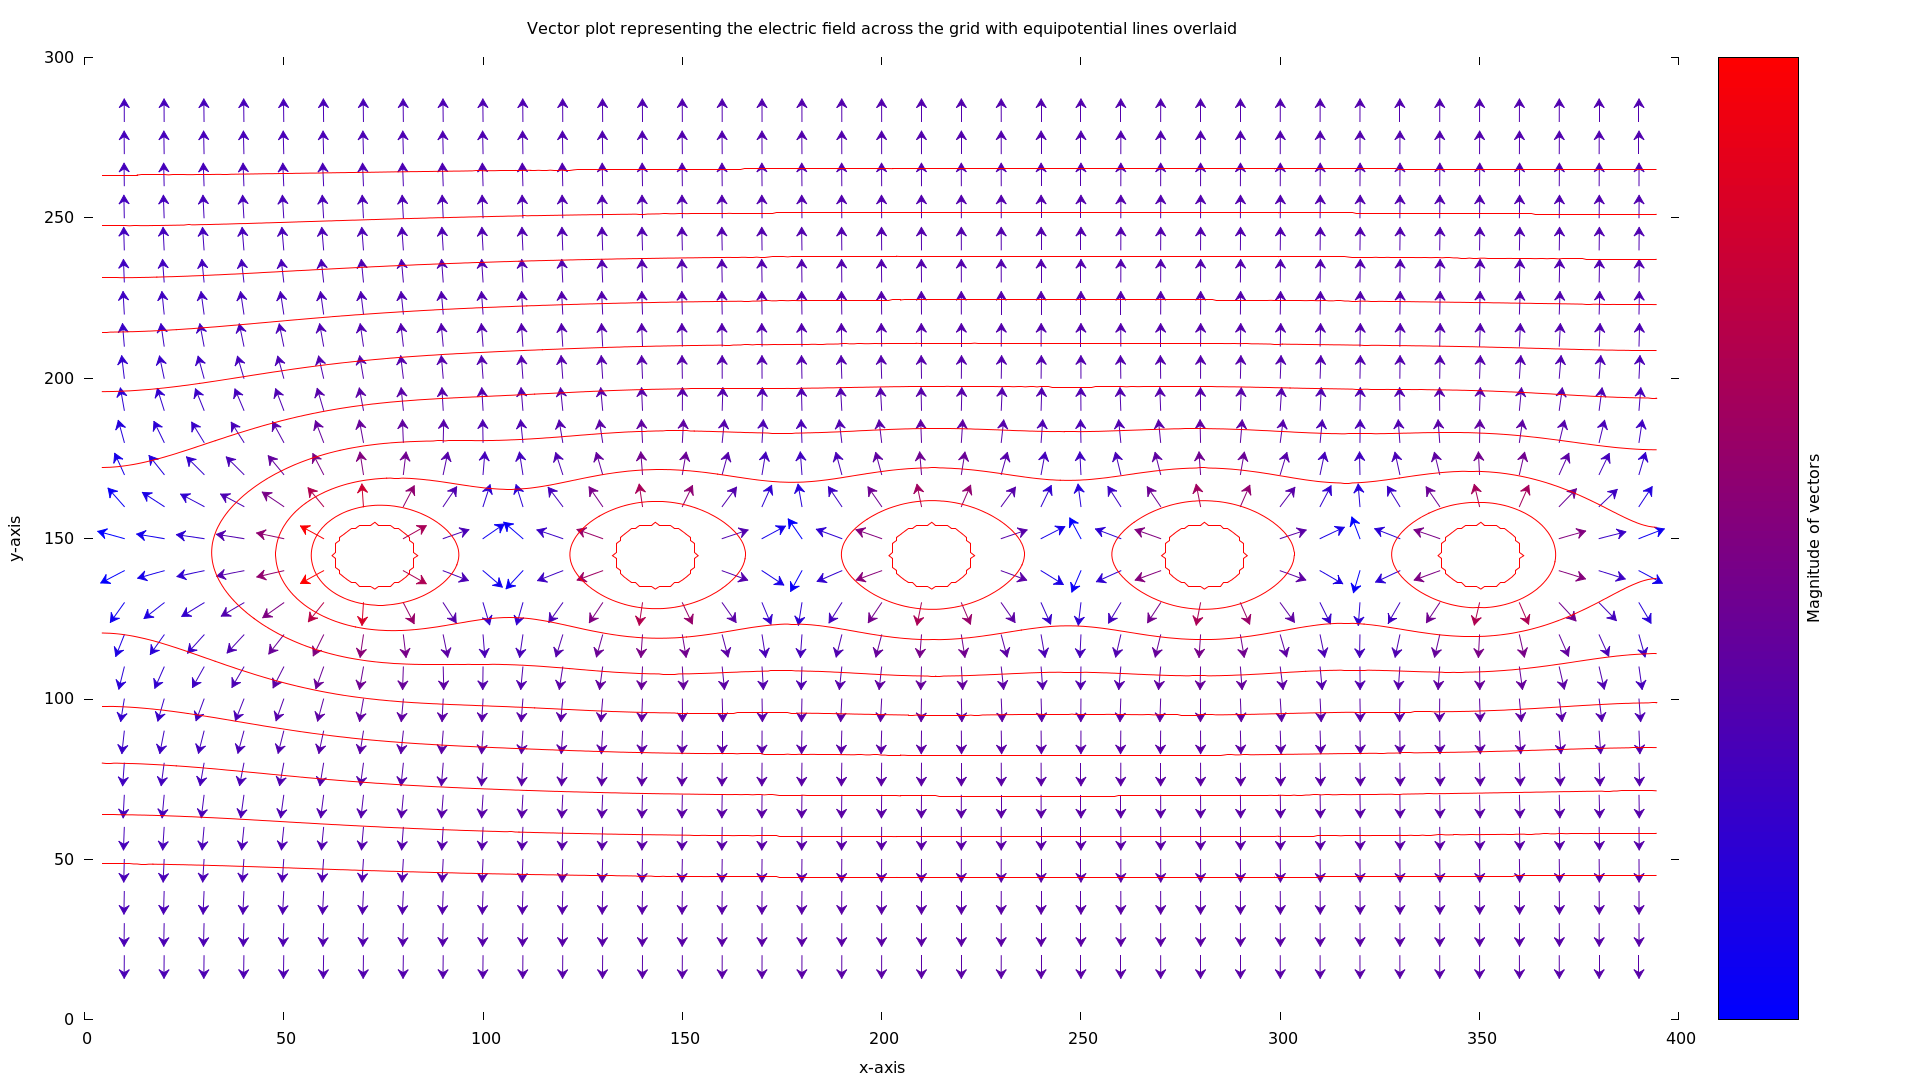 Vector plot representing the electric field across the grid with equipotential lines overlaid
300
250
200
150
100
50
0
y-axis
0 50 100 150 200 250 300 350 400
x-axis
Magnitude of vectors